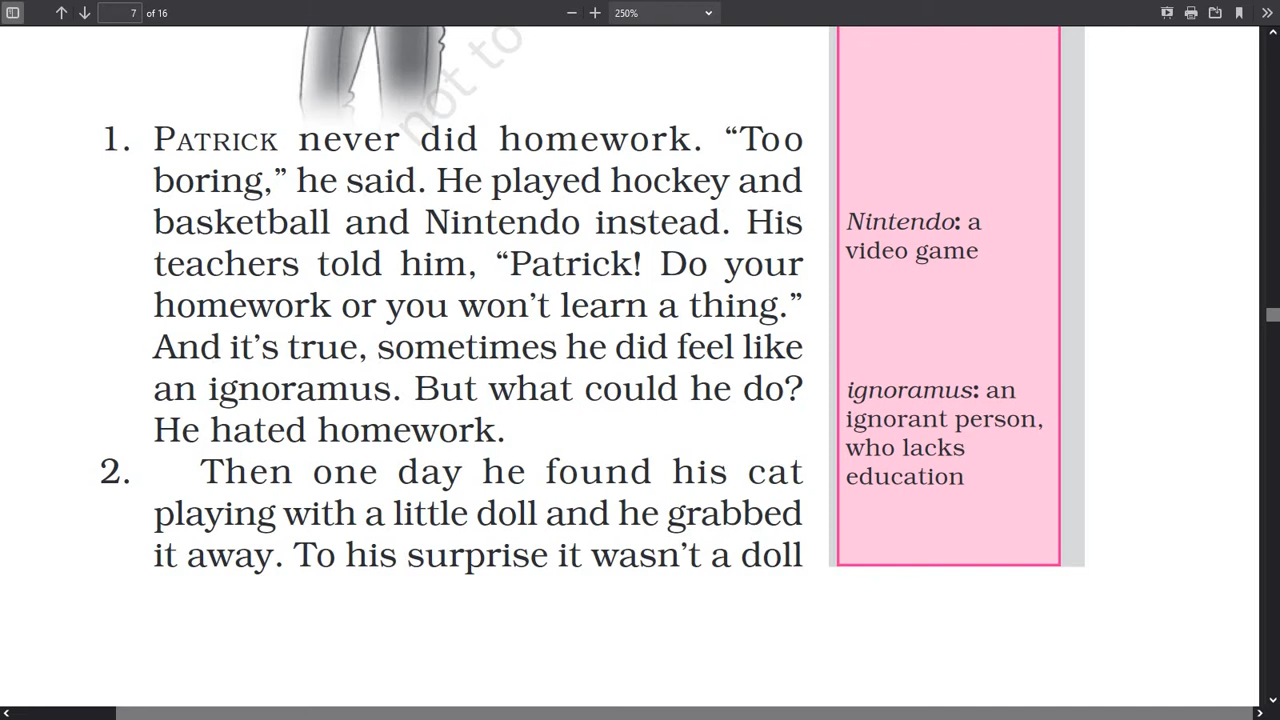 7 of 16
250%
not to
1. PATRICK never did homework. “Too
boring,” he said. He played hockey and
basketball and Nintendo instead. His
teachers told him, “Patrick! Do your
homework or you won’t learn a thing.”
And it’s true, sometimes he did feel like
an ignoramus. But what could he do?
He hated homework.
2. Then one day he found his cat
playing with a little doll and he grabbed
it away. To his surprise it wasn’t a doll
Nintendo: a
video game
ignoramus: an
ignorant person,
who lacks
education